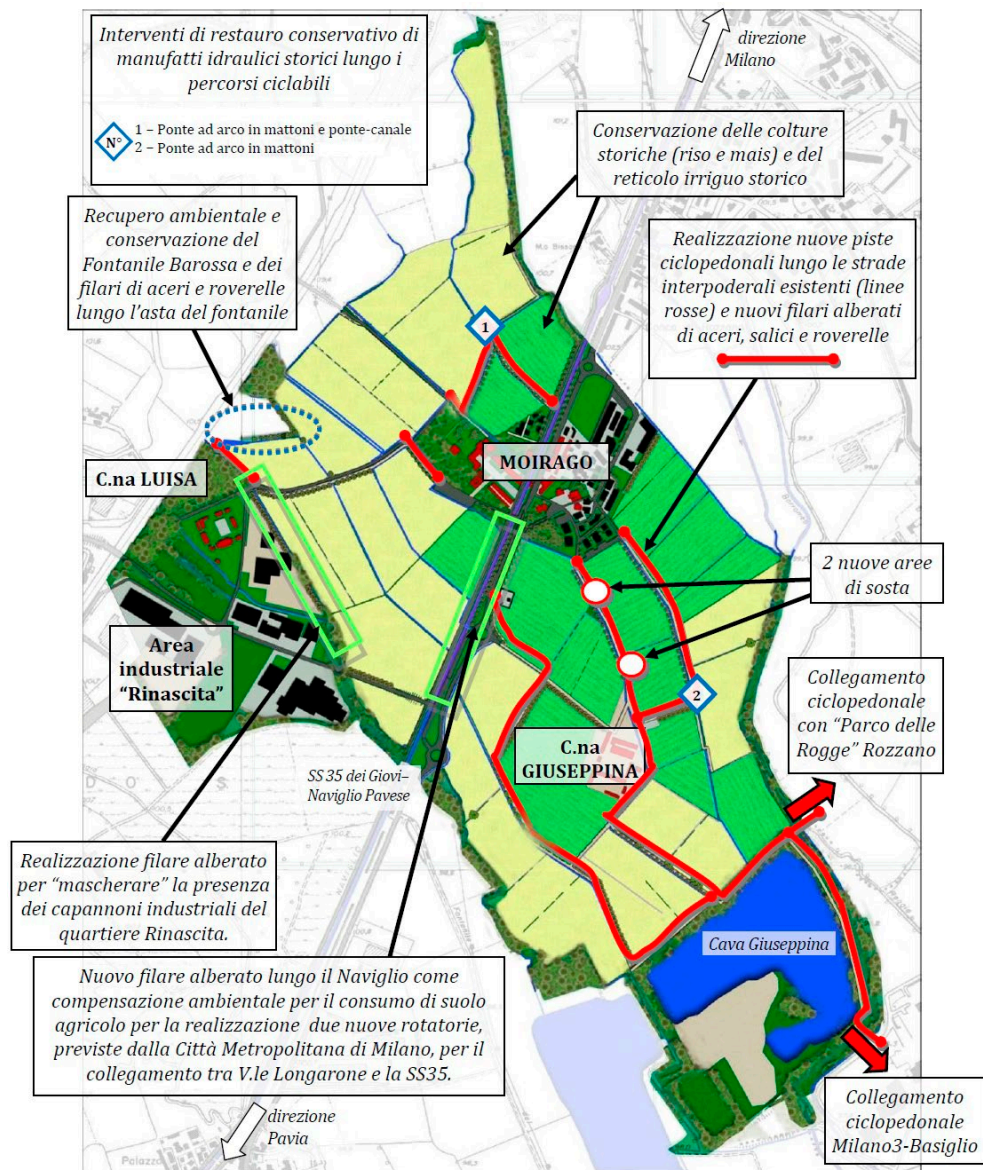 Interventi di restauro conservativo di
manufatti idraulici storici lungo i
percorsi ciclabili
N°
1 – Ponte ad arco in mattoni e ponte-canale
2 – Ponte ad arco in mattoni
direzione
Milano
Conservazione delle colture
storiche (riso e mais) e del
reticolo irriguo storico
Recupero ambientale e
conservazione del
Fontanile Barossa e dei
filari di aceri e roverelle
lungo l'asta del fontanile
Realizzazione nuove piste
ciclopedonali lungo le strade
interpoderali esistenti (linee
rosse) e nuovi filari alberati
di aceri, salici e roverelle
1
C.na LUISA
MOIRAGO
2 nuove aree
di sosta
Area
industriale
“Rinascita”
2
Collegamento
ciclopedonale
con “Parco delle
Rogge” Rozzano
C.na
GIUSEPPINA
SS 35 dei Giovi–
Naviglio Pavese
Realizzazione filare alberato
per “mascherare” la presenza
dei capannoni industriali del
quartiere Rinascita.
Cava Giuseppina
Nuovo filare alberato lungo il Naviglio come
compensazione ambientale per il consumo di suolo
agricolo per la realizzazione due nuove rotatorie,
previste dalla Città Metropolitana di Milano, per il
collegamento tra V.le Longarone e la SS35.
Collegamento
ciclopedonale
Milano3-Basiglio
direzione
Pavia